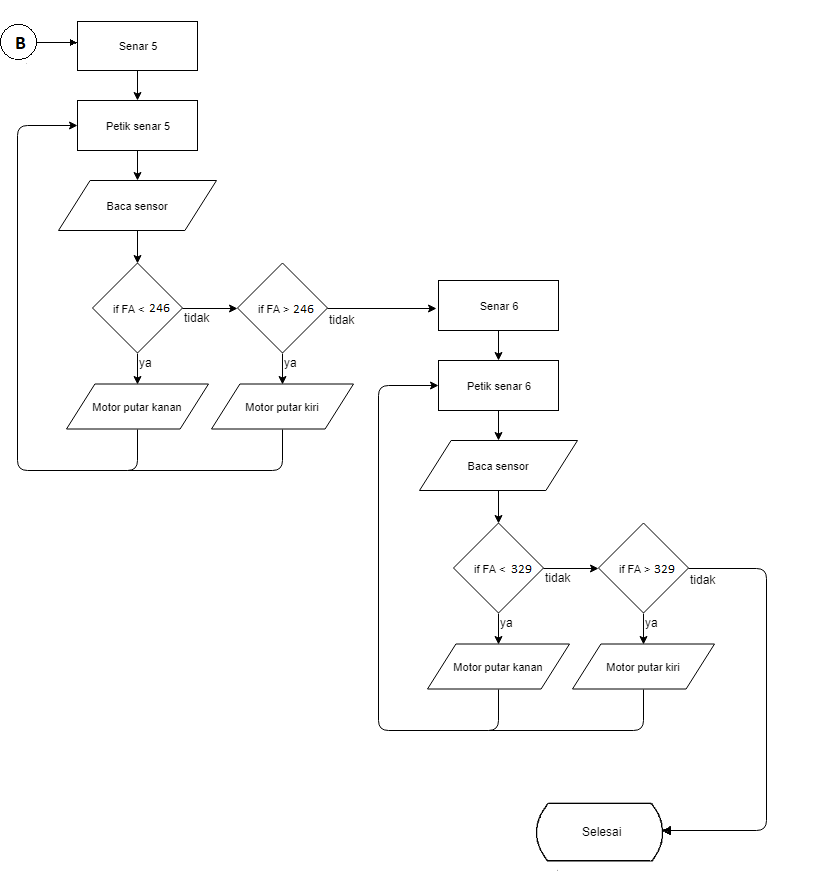 B
Senar 5
Petik senar 5
Baca sensor
if FA < 246
tidak
if FA > 246
tidak
ya
ya
Motor putar kanan
Motor putar kiri
Senar 6
Petik senar 6
Baca sensor
if FA < 329
tidak
if FA > 329
tidak
ya
ya
Motor putar kanan
Motor putar kiri
Selesai